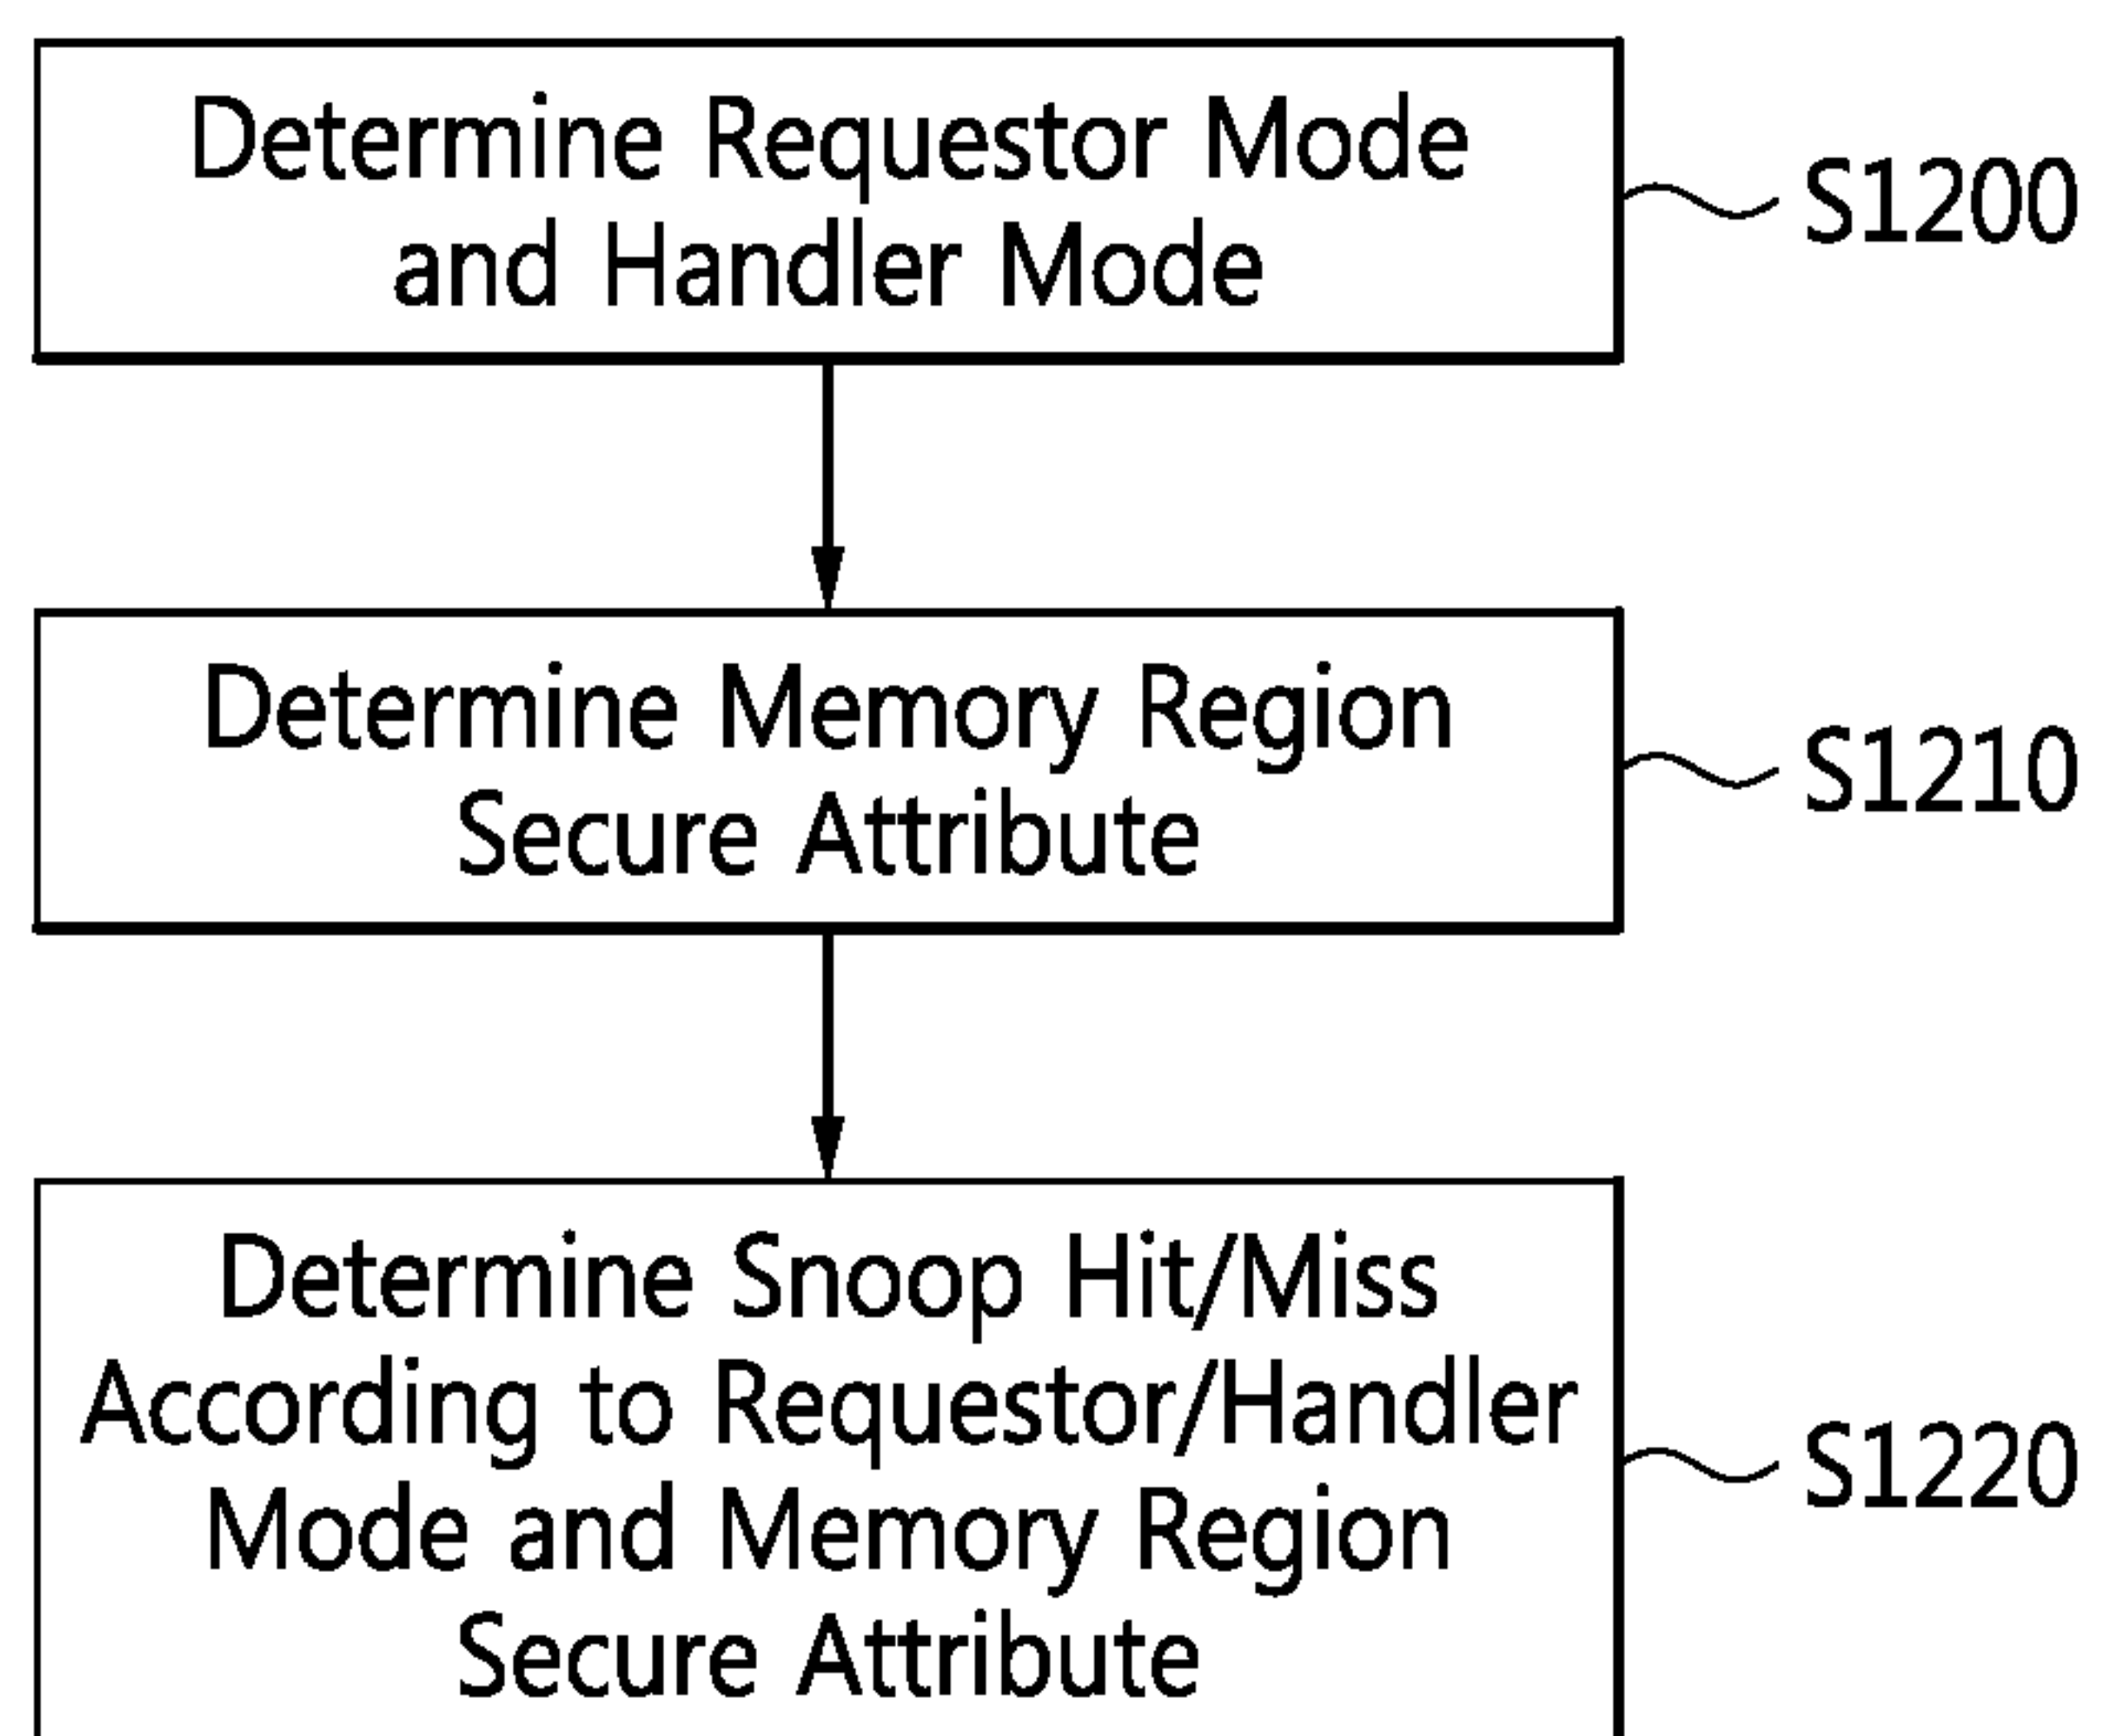 Determine Requestor Mode
and Handler Mode
S1200
Determine Memory Region
Secure Attribute
S1210
Determine Snoop Hit/Miss
According to Requestor/Handler
Mode and Memory Region
Secure Attribute
S1220